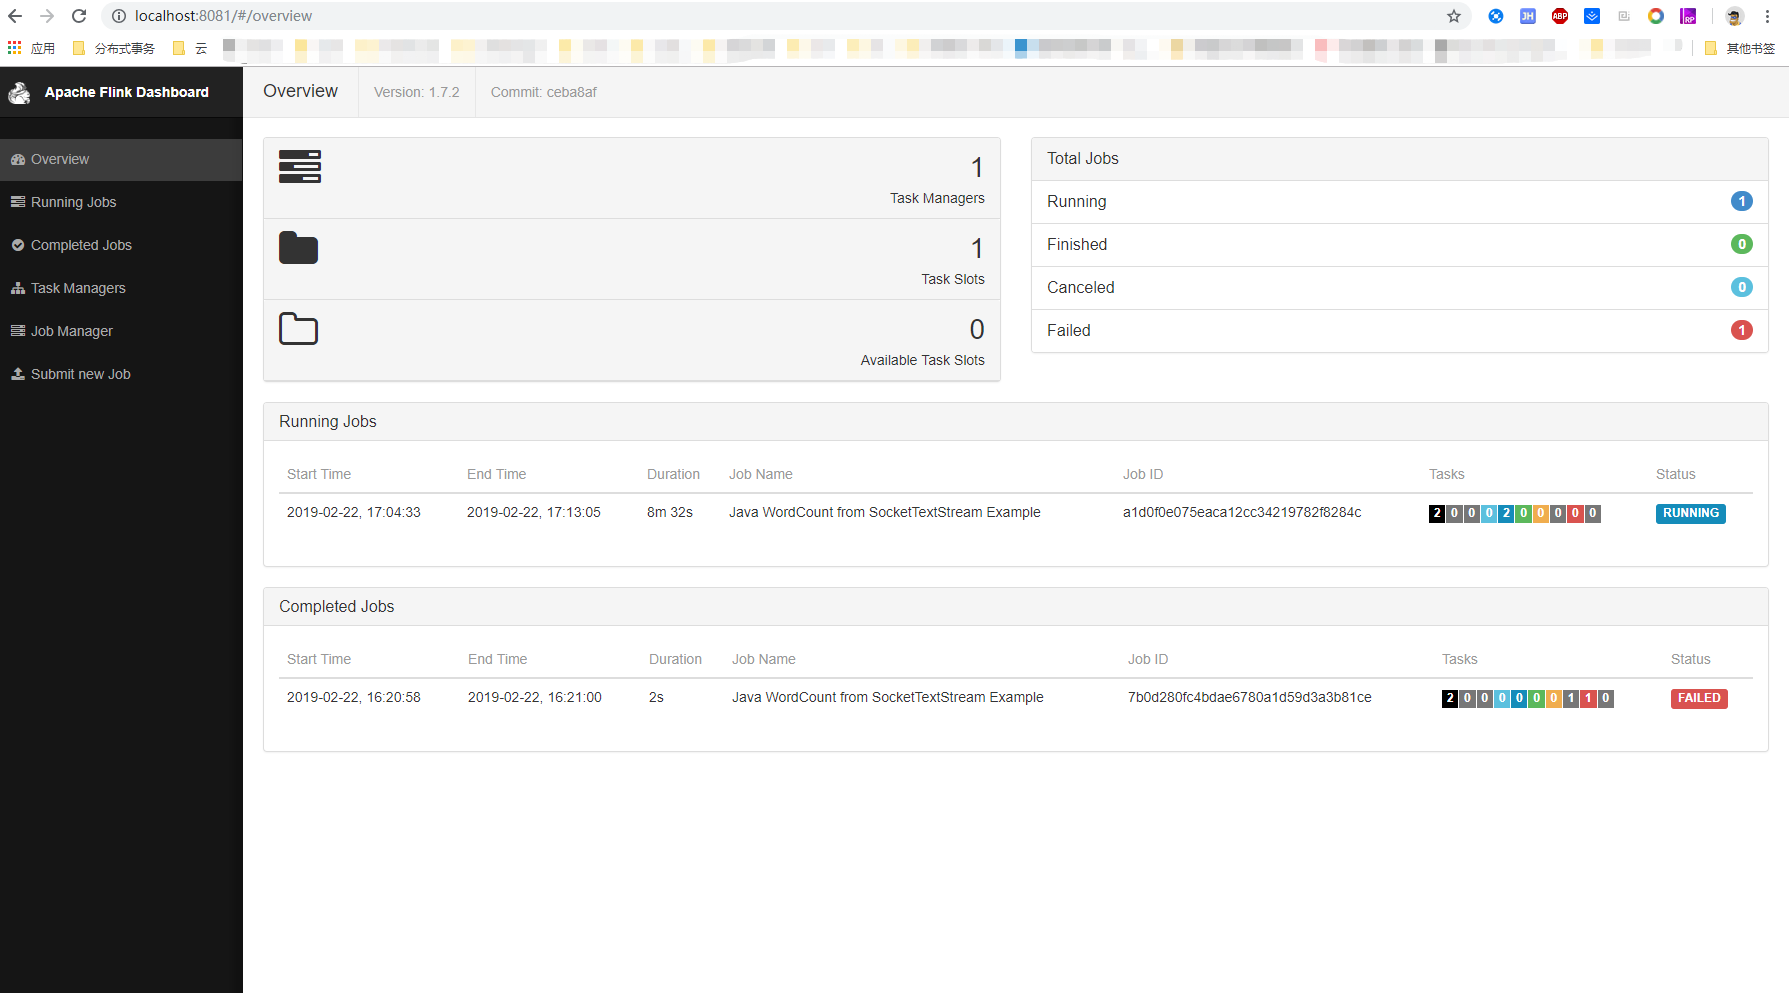 localhost:8081/#/overview
JH
ABP
RP
应用
分布式事务
云
其他书签
Apache Flink Dashboard
Overview
Version: 1.7.2
Commit: ceba8af
Overview
Running Jobs
Completed Jobs
Task Managers
Job Manager
Submit new Job
1
Task Managers
1
Task Slots
0
Available Task Slots
Total Jobs
Running 1
Finished 0
Canceled 0
Failed 1
Running Jobs
Start Time End Time Duration Job Name Job ID Tasks Status
2019-02-22, 17:04:33 2019-02-22, 17:13:05 8m 32s Java WordCount from SocketTextStream Example a1d0f0e075eaca12cc34219782f8284c 2 0 0 0 2 0 0 0 0 0 RUNNING
Completed Jobs
Start Time End Time Duration Job Name Job ID Tasks Status
2019-02-22, 16:20:58 2019-02-22, 16:21:00 2s Java WordCount from SocketTextStream Example 7b0d280fc4bdae6780a1d59d3a3b81ce 2 0 0 0 0 0 0 1 1 0 FAILED